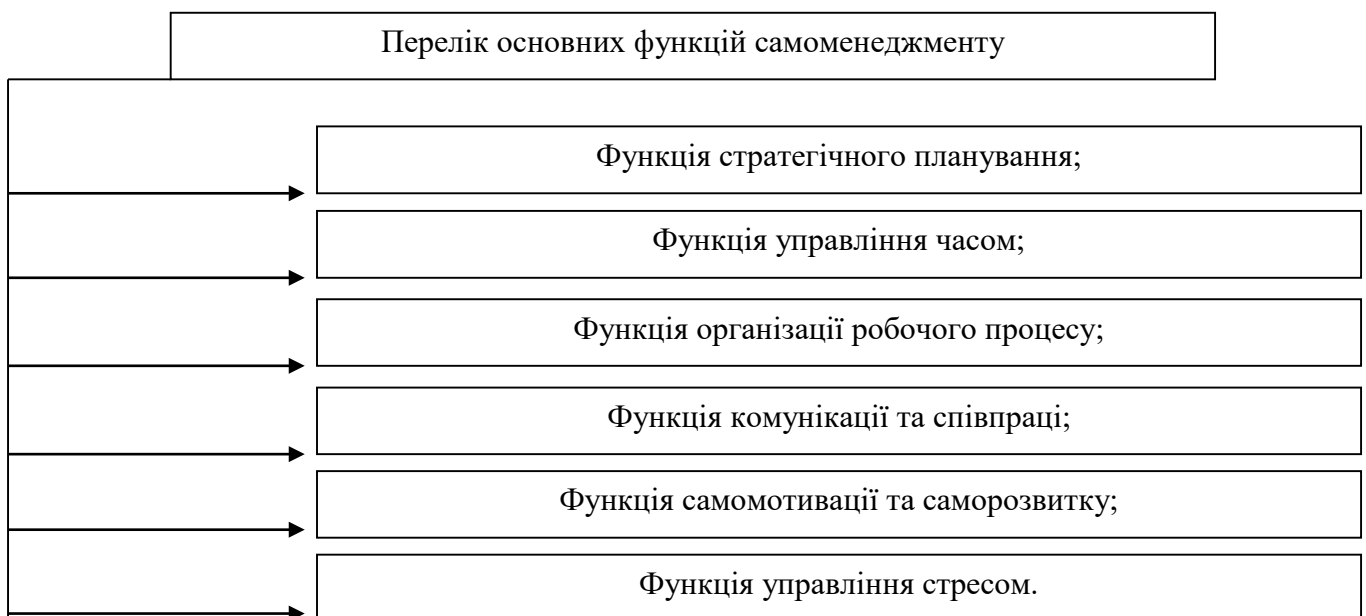 Перелік основних функцій самоменеджменту
Функція стратегічного планування;
Функція управління часом;
Функція організації робочого процесу;
Функція комунікації та співпраці;
Функція самомотивації та саморозвитку;
Функція управління стресом.